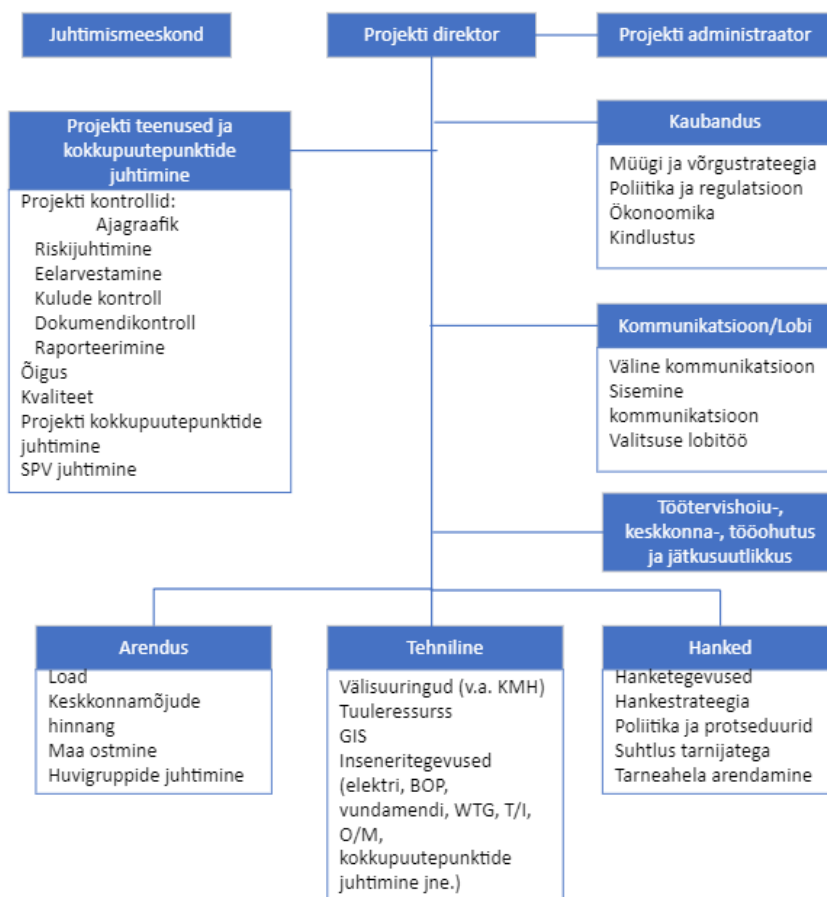 Juhtimismeeskond
Projekti direktor
Projekti administraator
Projekti teenused ja
kokkupuutepunktide
juhtimine
Projekti kontrollid:
Ajagraafik
Riskijuhtimine
Eelarvestamine
Kulude kontroll
Dokumendikontroll
Raporteerimine
Õigus
Kvaliteet
Projekti kokkupuutepunktide
juhtimine
SPV juhtimine
Kaubandus
Müügi ja võrgustrateegia
Poliitika ja regulatsioon
Ökonoomika
Kindlustus
Kommunikatsioon/Lobi
Väline kommunikatsioon
Sisemine
kommunikatsioon
Valitsuse lobitöö
Töötervishoiu-,
keskkonna-, tööohutus
ja jätkusuutlikkus
Arendus
Load
Keskkonnamõjude
hinnang
Maa ostmine
Huvigruppide juhtimine
Tehniline
Välisuuringud (v.a. KMH)
Tuuleressurss
GIS
Inseneritegevused
(elektri, BOP,
vundamendi, WTG, T/I,
O/M,
kokkupuutepunktide
juhtimine jne.)
Hanked
Hanketegevused
Hankestrateegia
Poliitika ja protseduurid
Suhtlus tarnijatega
Tarneahela arendamine